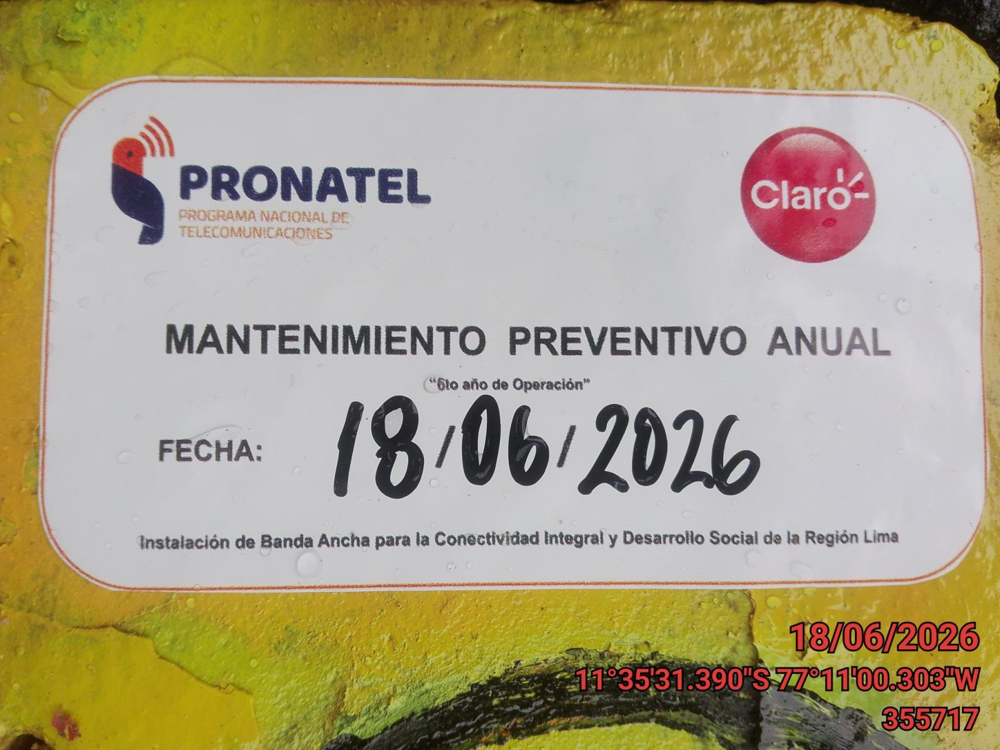 PRONATEL
PROGRAMA NACIONAL DE
TELECOMUNICACIONES
Claro
MANTENIMIENTO PREVENTIVO ANUAL
"6to año de Operación"
FECHA: 18/06/2026
Instalación de Banda Ancha para la Conectividad Integral y Desarrollo Social de la Región Lima
18/06/2026
11°35'31.390"S 77°11'00.303"W
355717